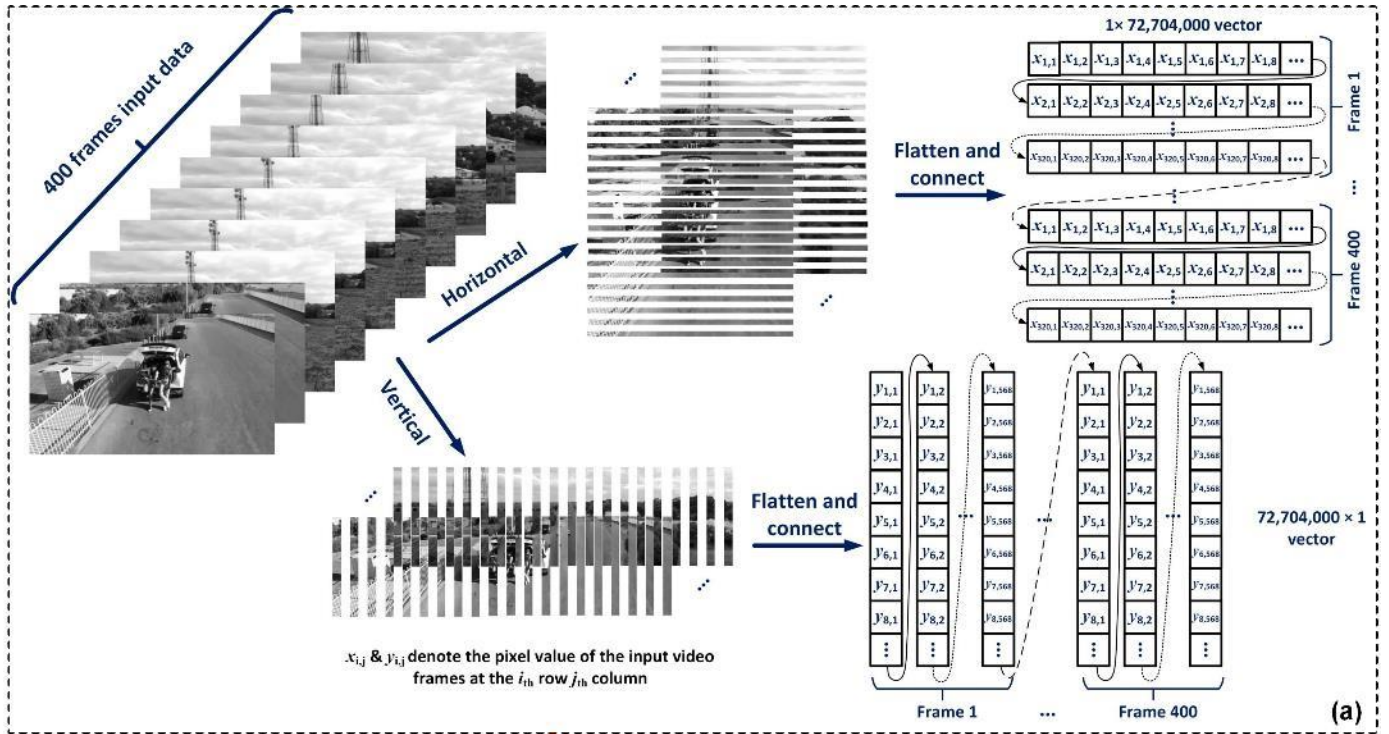 400 frames input data
Horizontal
Vertical
...
...
Flatten and
connect
1× 72,704,000 vector
x1,1 x1,2 x1,3 x1,4 x1,5 x1,6 x1,7 x1,8 ...
x2,1 x2,2 x2,3 x2,4 x2,5 x2,6 x2,7 x2,8 ...
...
x320,1 x320,2 x320,3 x320,4 x320,5 x320,6 x320,7 x320,8 ...
Frame 1
...
...
x1,1 x1,2 x1,3 x1,4 x1,5 x1,6 x1,7 x1,8 ...
x2,1 x2,2 x2,3 x2,4 x2,5 x2,6 x2,7 x2,8 ...
...
x320,1 x320,2 x320,3 x320,4 x320,5 x320,6 x320,7 x320,8 ...
Frame 400
...
...
Flatten and
connect
y1,1 y1,2 y1,568 y1,1 y1,2 y1,568
y2,1 y2,2 y2,568 y2,1 y2,2 y2,568
y3,1 y3,2 y3,568 y3,1 y3,2 y3,568
y4,1 y4,2 y4,568 y4,1 y4,2 y4,568
y5,1 y5,2 ... y5,568 ... y5,1 y5,2 ... y5,568
y6,1 y6,2 y6,568 y6,1 y6,2 y6,568
y7,1 y7,2 y7,568 y7,1 y7,2 y7,568
y8,1 y8,2 y8,568 y8,1 y8,2 y8,568
... ... ... ... ... ...
72,704,000 × 1
vector
Frame 1 ... Frame 400
xi,j & yi,j denote the pixel value of the input video
frames at the ith row jth column
(a)